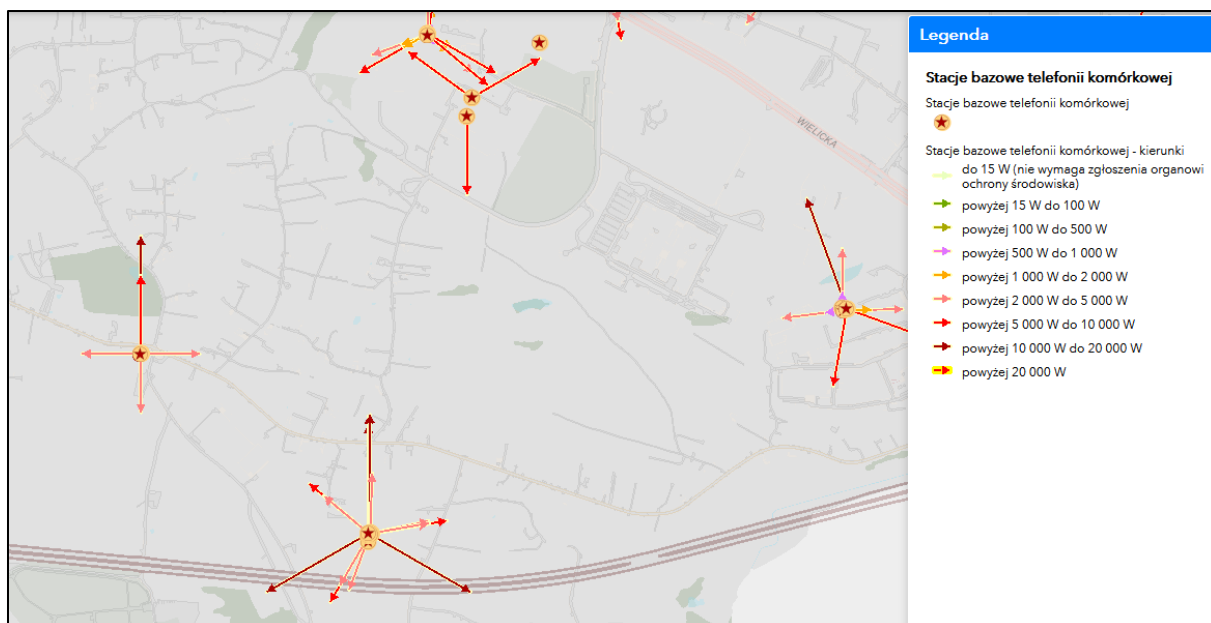 WIELICKA
Legenda
Stacje bazowe telefonii komórkowej
Stacje bazowe telefonii komórkowej
Stacje bazowe telefonii komórkowej - kierunki
do 15 W (nie wymaga zgłoszenia organowi
ochrony środowiska)
powyżej 15 W do 100 W
powyżej 100 W do 500 W
powyżej 500 W do 1 000 W
powyżej 1 000 W do 2 000 W
powyżej 2 000 W do 5 000 W
powyżej 5 000 W do 10 000 W
powyżej 10 000 W do 20 000 W
powyżej 20 000 W